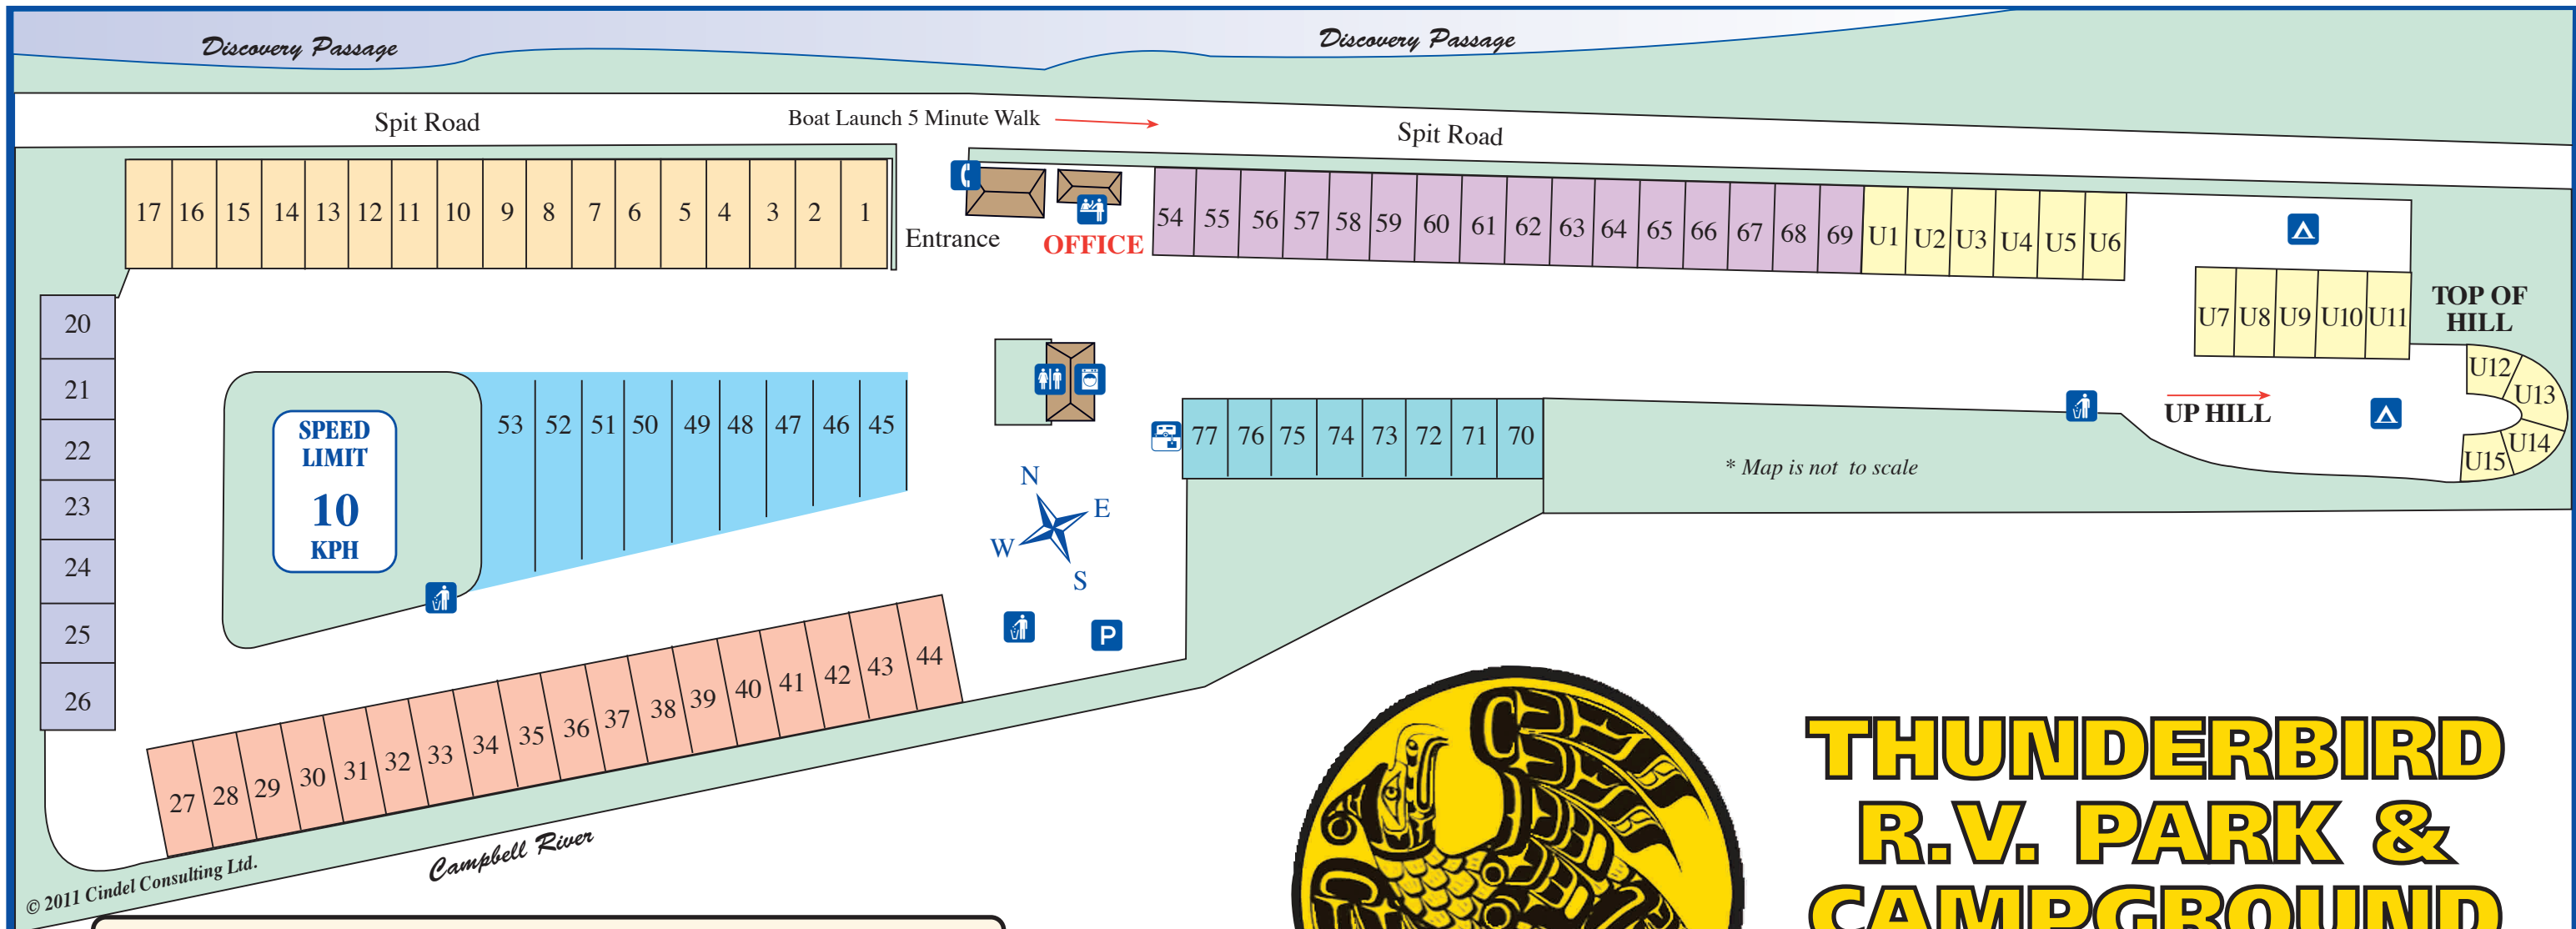 Discovery Passage
Discovery Passage
Spit Road
Boat Launch 5 Minute Walk
Spit Road
17 16 15 14 13 12 11 10 9 8 7 6 5 4 3 2 1
Entrance
OFFICE
54 55 56 57 58 59 60 61 62 63 64 65 66 67 68 69 U1 U2 U3 U4 U5 U6
U7 U8 U9 U10 U11
TOP OF
HILL
U12
U13
U14
U15
20
21
22
23
24
25
26
SPEED
LIMIT
10
KPH
53 52 51 50 49 48 47 46 45
77 76 75 74 73 72 71 70
UP HILL
* Map is not to scale
N
E
W
S
P
27 28 29 30 31 32 33 34 35 36 37 38 39 40 41 42 43 44
Campbell River
© 2011 Cindel Consulting Ltd.
THUNDERBIRD
R.V. PARK &
CAMPGROUND